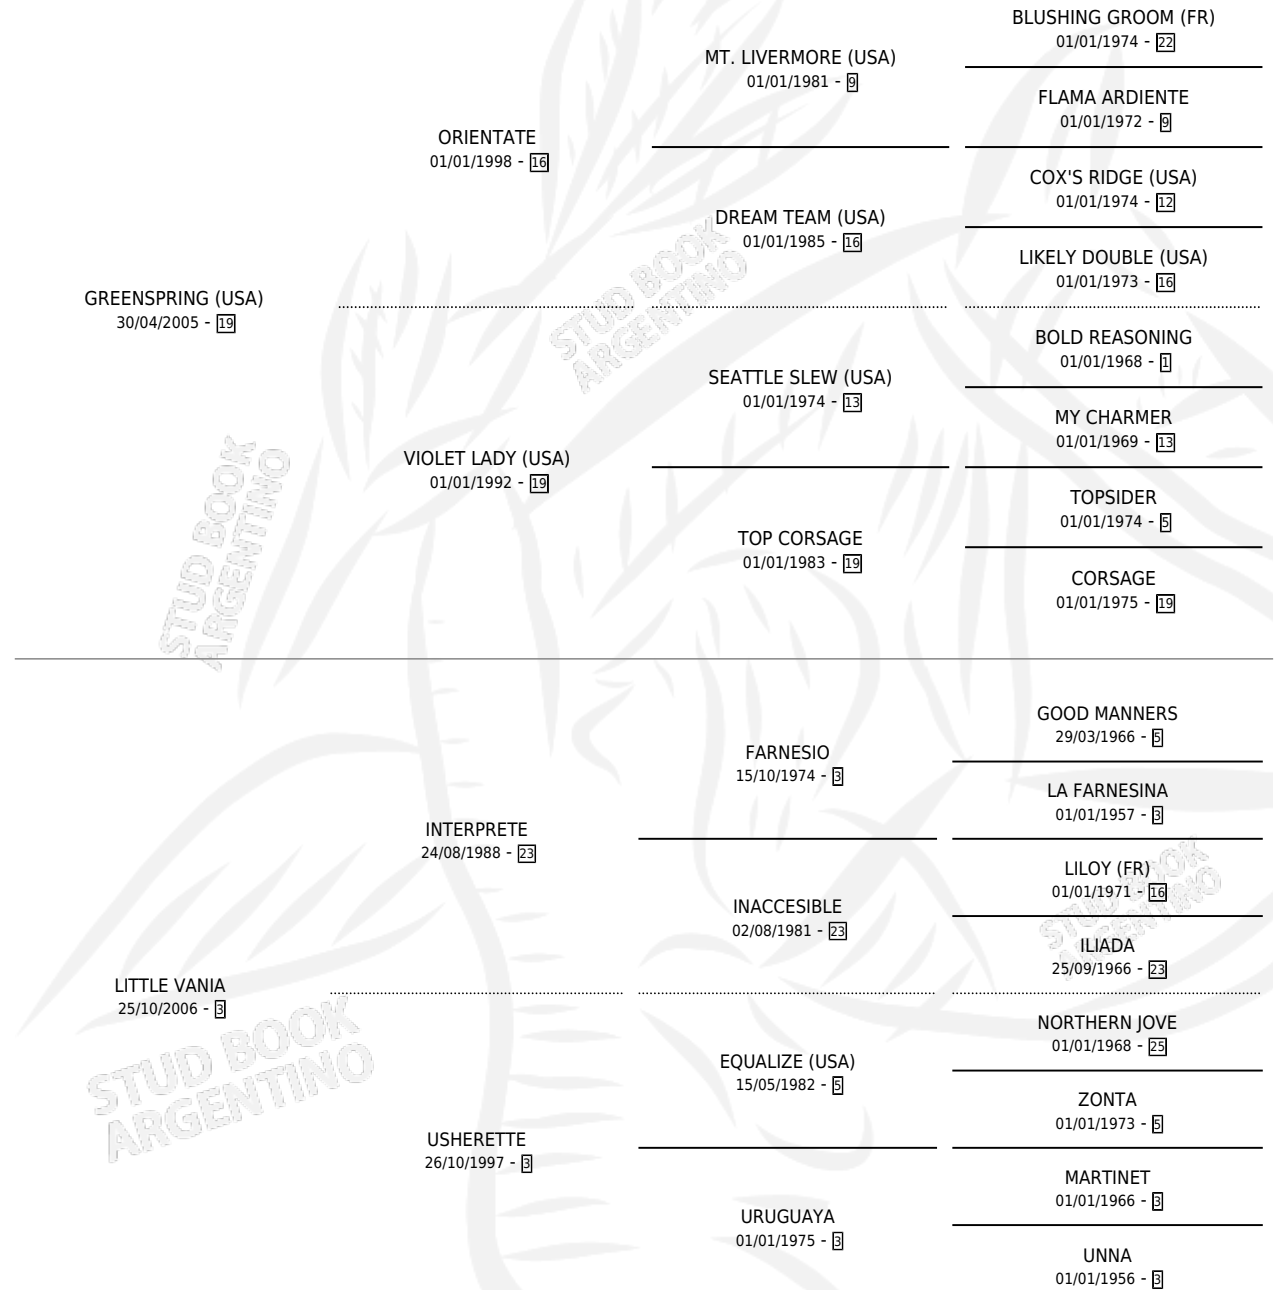 BLUSHING GROOM (FR)
01/01/1974 - 22
MT. LIVERMORE (USA)
01/01/1981 - 9
FLAMA ARDIENTE
01/01/1972 - 9
ORIENTATE
01/01/1998 - 16
COX'S RIDGE (USA)
01/01/1974 - 12
DREAM TEAM (USA)
01/01/1985 - 16
LIKELY DOUBLE (USA)
01/01/1973 - 16
GREENSPRING (USA)
30/04/2005 - 19
STUD BOOK
ARGENTINO
BOLD REASONING
01/01/1968 - 1
SEATTLE SLEW (USA)
01/01/1974 - 13
MY CHARMER
01/01/1969 - 13
VIOLET LADY (USA)
01/01/1992 - 19
TOPSIDER
01/01/1974 - 5
TOP CORSAGE
01/01/1983 - 19
CORSAGE
01/01/1975 - 19
STUD BOOK
ARGENTINO
GOOD MANNERS
29/03/1966 - 5
FARNESIO
15/10/1974 - 3
LA FARNESINA
01/01/1957 - 3
INTERPRETE
24/08/1988 - 23
LILOY (FR)
01/01/1971 - 16
INACCESIBLE
02/08/1981 - 23
STUD BOOK
ARGENTINO
ILIADA
25/09/1966 - 23
LITTLE VANIA
25/10/2006 - 3
STUD BOOK
ARGENTINO
NORTHERN JOVE
01/01/1968 - 25
EQUALIZE (USA)
15/05/1982 - 5
ZONTA
01/01/1973 - 5
USHERETTE
26/10/1997 - 3
MARTINET
01/01/1966 - 3
URUGUAYA
01/01/1975 - 3
UNNA
01/01/1956 - 3